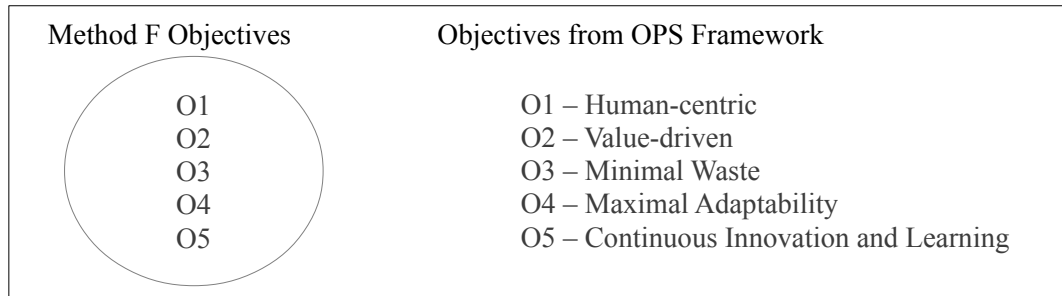 Method F Objectives
Objectives from OPS Framework
O1
O2
O3
O4
O5
O1 – Human-centric
O2 – Value-driven
O3 – Minimal Waste
O4 – Maximal Adaptability
O5 – Continuous Innovation and Learning